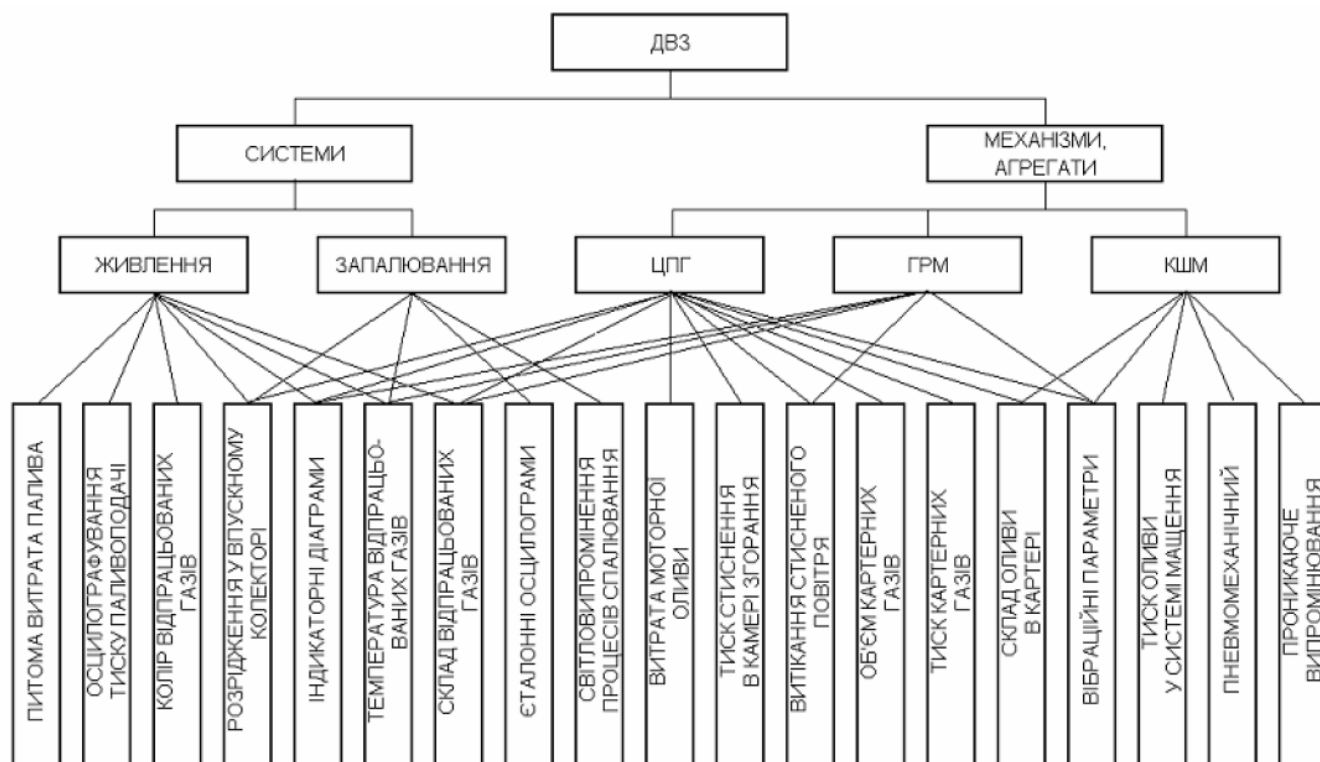 ДВЗ
СИСТЕМИ
МЕХАНІЗМИ,
АГРЕГАТИ
ЖИВЛЕННЯ
ЗАПАЛЮВАННЯ
ЦПГ
ГРМ
КШМ
ПИТОМА ВИТРАТА ПАЛИВА
ОСЦИЛОГРАФУВАННЯ
ТИСКУ ПАЛИВОПОДАЧІ
КОЛІР ВІДПРАЦЬОВАНИХ
ГАЗІВ
РОЗРІДЖЕННЯ У ВПУСКНОМУ
КОЛЕКТОРІ
ІНДИКАТОРНІ ДІАГРАМИ
ТЕМПЕРАТУРА ВІДПРАЦЬО-
ВАНИХ ГАЗІВ
СКЛАД ВІДПРАЦЬОВАНИХ
ГАЗІВ
ЄТАЛОННІ ОСЦИЛОГРАМИ
СВІТЛОВИПРОМІНЕННЯ
ПРОЦЕСІВ СПАЛЮВАННЯ
ВИТРАТА МОТОРНОЇ
ОЛИВИ
ТИСК СТИСНЕННЯ
В КАМЕРІ ЗГОРАННЯ
ВИТІКАННЯ СТИСНЕНОГО
ПОВІТРЯ
ОБ'ЄМ КАРТЕРНИХ
ГАЗІВ
ТИСК КАРТЕРНИХ
ГАЗІВ
СКЛАД ОЛИВИ
В КАРТЕРІ
ВІБРАЦІЙНІ ПАРАМЕТРИ
ТИСК ОЛИВИ
У СИСТЕМІ МАЩЕННЯ
ПНЕВМОМЕХАНІЧНИЙ
ПРОНИКАЮЧЕ
ВИПРОМІНЮВАННЯ